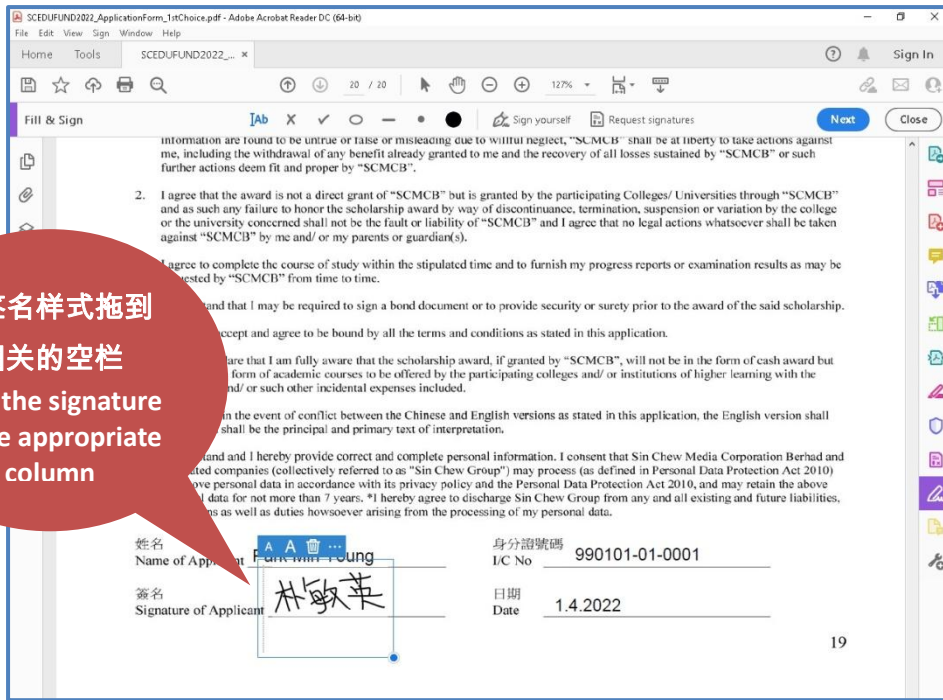 SCEDUFUND2022_ApplicationForm_1stChoice.pdf - Adobe Acrobat Reader DC (64-bit)
File Edit View Sign Window Help
Home Tools SCEDUFUND2022_... × Sign In
20 / 20 127%
Fill & Sign Ab Sign yourself Request signatures Next Close
information are found to be untrue or false or misleading due to willful neglect, "SCMCB" shall be at liberty to take actions against
me, including the withdrawal of any benefit already granted to me and the recovery of all losses sustained by "SCMCB" or such
further actions deem fit and proper by "SCMCB".
2. I agree that the award is not a direct grant of "SCMCB" but is granted by the participating Colleges/ Universities through "SCMCB"
and as such any failure to honor the scholarship award by way of discontinuance, termination, suspension or variation by the college
or the university concerned shall not be the fault or liability of "SCMCB" and I agree that no legal actions whatsoever shall be taken
against "SCMCB" by me and/ or my parents or guardian(s).
agree to complete the course of study within the stipulated time and to furnish my progress reports or examination results as may be
ested by "SCMCB" from time to time.
and that I may be required to sign a bond document or to provide security or surety prior to the award of the said scholarship.
ccept and agree to be bound by all the terms and conditions as stated in this application.
are that I am fully aware that the scholarship award, if granted by "SCMCB", will not be in the form of cash award but
form of academic courses to be offered by the participating colleges and/ or institutions of higher learning with the
nd/ or such other incidental expenses included.
in the event of conflict between the Chinese and English versions as stated in this application, the English version shall
shall be the principal and primary text of interpretation.
and and I hereby provide correct and complete personal information. I consent that Sin Chew Media Corporation Berhad and
ted companies (collectively referred to as "Sin Chew Group") may process (as defined in Personal Data Protection Act 2010)
ove personal data in accordance with its privacy policy and the Personal Data Protection Act 2010, and may retain the above
l data for not more than 7 years. *I hereby agree to discharge Sin Chew Group from any and all existing and future liabilities,
ns as well as duties howsoever arising from the processing of my personal data.
签名样式拖到
相关的空栏
the signature
e appropriate
column
姓名 身分證號碼
Name of Applicant Park Min Young I/C No 990101-01-0001
簽名 日期
Signature of Applicant 朴敏英 Date 1.4.2022
19